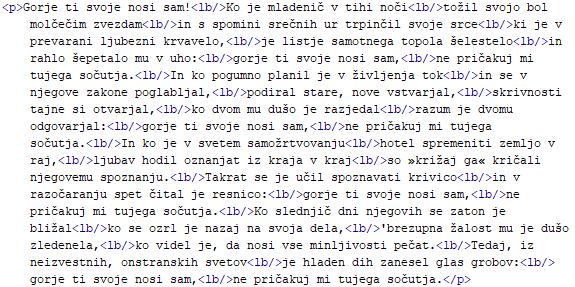 <p>Gorje ti svoje nosi sam!<lb/>Ko je mladenič v tihi noči<lb/>tožil svojo bol
molčečim zvezdam<lb/>in s spomini srečnih ur trpinčil svoje srce<lb/>ki je v
prevarani ljubezni krvavelo,<lb/>je listje samotnega topola šelestelo<lb/>in
rahlo šepetalo mu v uho:<lb/>gorje ti svoje nosi sam,<lb/>ne pričakuj mi
tujega sočutja.<lb/>In ko pogumno planil je v življenja tok<lb/>in se v
njegove zakone poglabljal,<lb/>podiral stare, nove vstvarjal,<lb/>skrivnosti
tajne si otvarjal,<lb/>ko dvom mu dušo je razjedal<lb/>razum je dvomu
odgovarjal:<lb/>gorje ti svoje nosi sam,<lb/>ne pričakuj mi tujega
sočutja.<lb/>In ko je v svetem samožrtvovanju<lb/>hotel spremeniti zemljo v
raj,<lb/>ljubav hodil oznanjat iz kraja v kraj<lb/>so »križaj ga« kričali
njegovemu spoznanju.<lb/>Takrat se je učil spoznavati krivico<lb/>in v
razočaranju spet čital je resnico:<lb/>gorje ti svoje nosi sam,<lb/>ne
pričakuj mi tujega sočutja.<lb/>Ko slednjič dni njegovih se zaton je
bližal<lb/>ko se ozrl je nazaj na svoja dela,<lb/>'brezupna žalost mu je dušo
zledenela,<lb/>ko videl je, da nosi vse minljivosti pečat.<lb/>Tedaj, iz
neizvestnih, onstranskih svetov<lb/>je hladen dih zanesel glas grobov:<lb/>
gorje ti svoje nosi sam,<lb/>ne pričakuj mi tujega sočutja.</p>